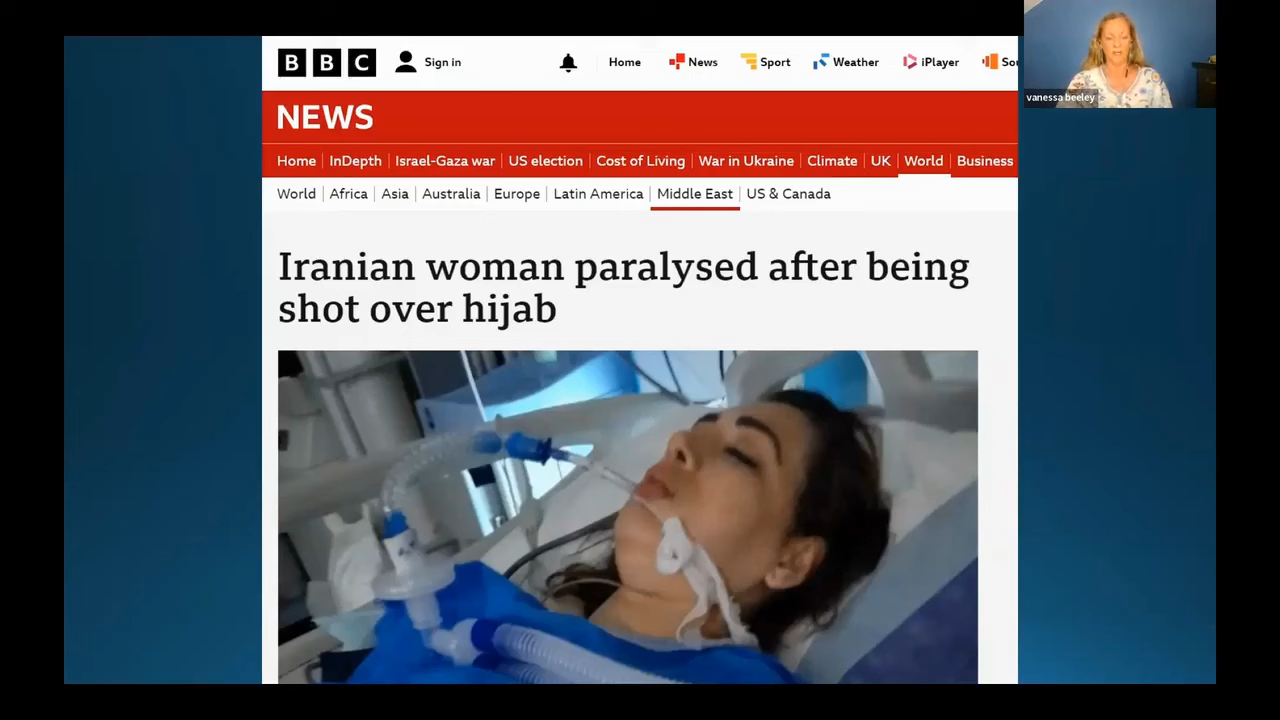 BBC Sign in Home News Sport Weather iPlayer Sou
vanessa beeley
NEWS
Home InDepth Israel-Gaza war US election Cost of Living War in Ukraine Climate UK World Business
World Africa Asia Australia Europe Latin America Middle East US & Canada
Iranian woman paralysed after being
shot over hijab